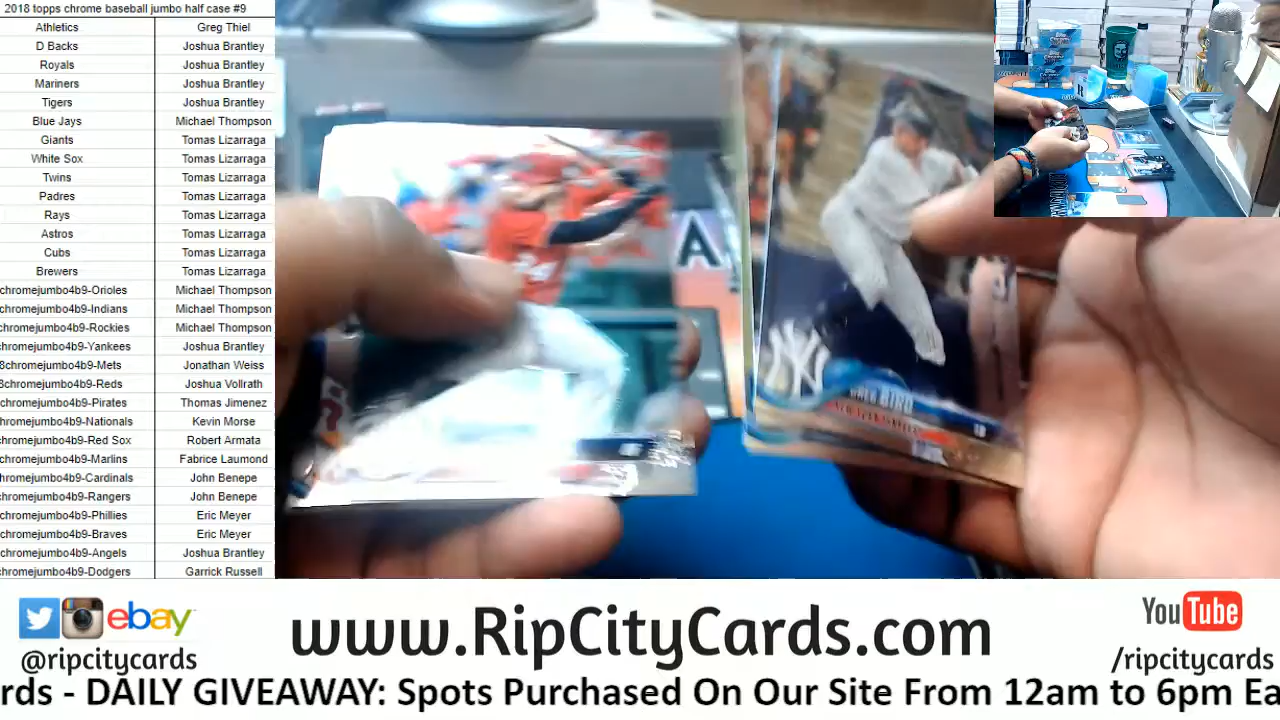 2018 topps chrome baseball jumbo half case #9
Athletics Greg Thiel
D Backs Joshua Brantley
Royals Joshua Brantley
Mariners Joshua Brantley
Tigers Joshua Brantley
Blue Jays Michael Thompson
Giants Tomas Lizarraga
White Sox Tomas Lizarraga
Twins Tomas Lizarraga
Padres Tomas Lizarraga
Rays Tomas Lizarraga
Astros Tomas Lizarraga
Cubs Tomas Lizarraga
Brewers Tomas Lizarraga
chromejumbo4b9-Orioles Michael Thompson
chromejumbo4b9-Indians Michael Thompson
chromejumbo4b9-Rockies Michael Thompson
chromejumbo4b9-Yankees Joshua Brantley
8chromejumbo4b9-Mets Jonathan Weiss
8chromejumbo4b9-Reds Joshua Vollrath
chromejumbo4b9-Pirates Thomas Jimenez
chromejumbo4b9-Nationals Kevin Morse
chromejumbo4b9-Red Sox Robert Armata
chromejumbo4b9-Marlins Fabrice Laumond
chromejumbo4b9-Cardinals John Benepe
chromejumbo4b9-Rangers John Benepe
chromejumbo4b9-Phillies Eric Meyer
chromejumbo4b9-Braves Eric Meyer
chromejumbo4b9-Angels Joshua Brantley
chromejumbo4b9-Dodgers Garrick Russell
A
NY
GREG BIRD
ebay
@ripcitycards
www.RipCityCards.com
YouTube
/ripcitycards
rds - DAILY GIVEAWAY: Spots Purchased On Our Site From 12am to 6pm Ea